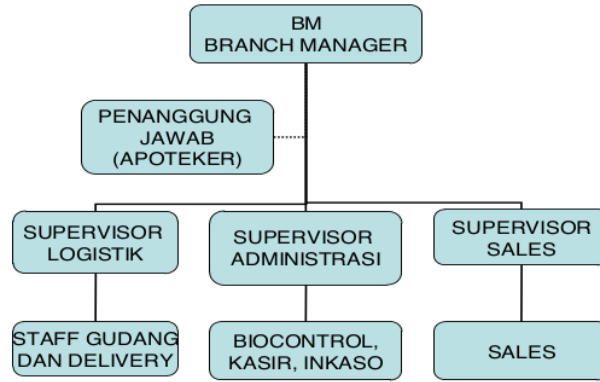 BM
BRANCH MANAGER
PENANGGUNG
JAWAB
(APOTEKER)
SUPERVISOR
LOGISTIK
SUPERVISOR
ADMINISTRASI
SUPERVISOR
SALES
STAFF GUDANG
DAN DELIVERY
BIOCONTROL,
KASIR, INKASO
SALES